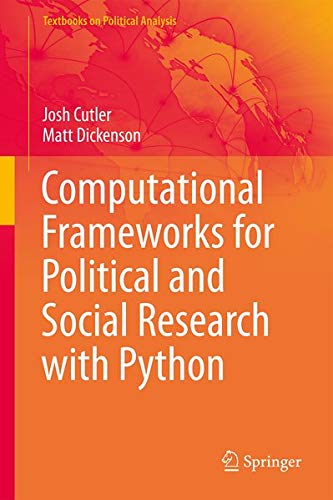 Textbooks on Political Analysis
Josh Cutler
Matt Dickenson
Computational
Frameworks for
Political and
Social Research
with Python
Springer